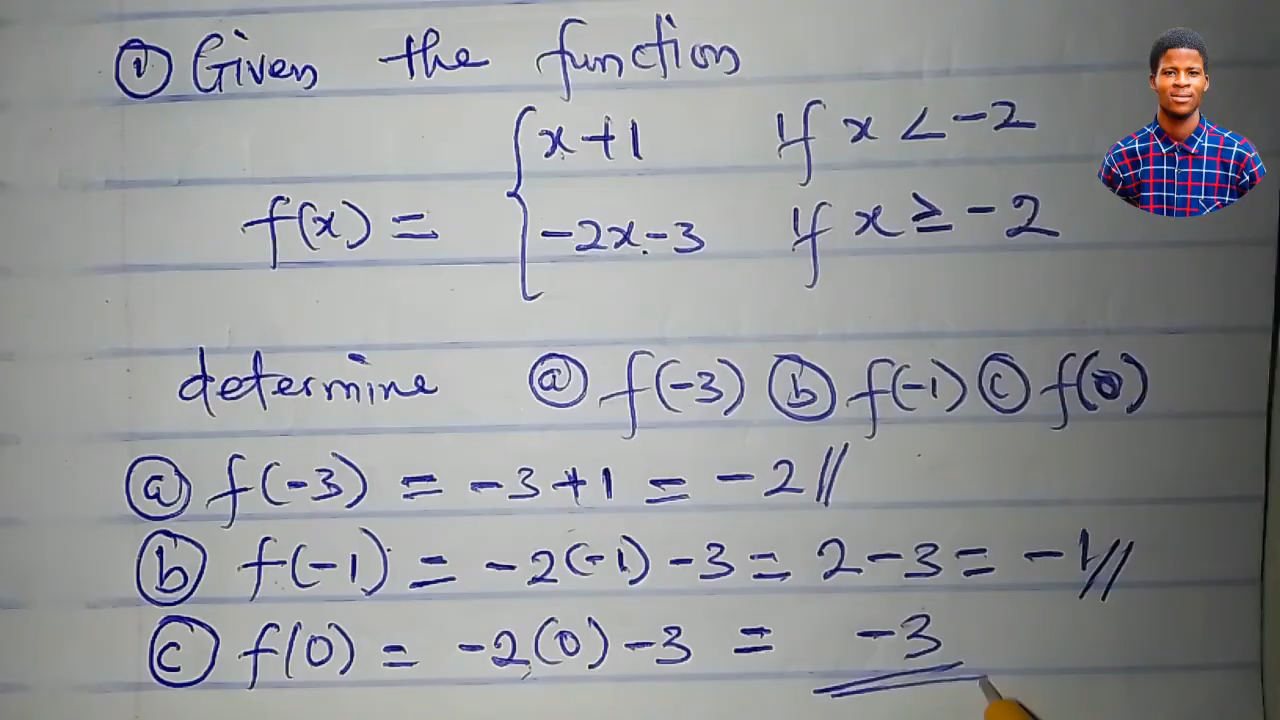 ① Given the function
f(x) = { x+1 if x < -2
-2x-3 if x ≥ -2
determine ⓐ f(-3) ⓑ f(-1) ⓒ f(0)
ⓐ f(-3) = -3+1 = -2//
ⓑ f(-1) = -2(-1)-3 = 2-3 = -1//
ⓒ f(0) = -2(0)-3 = -3